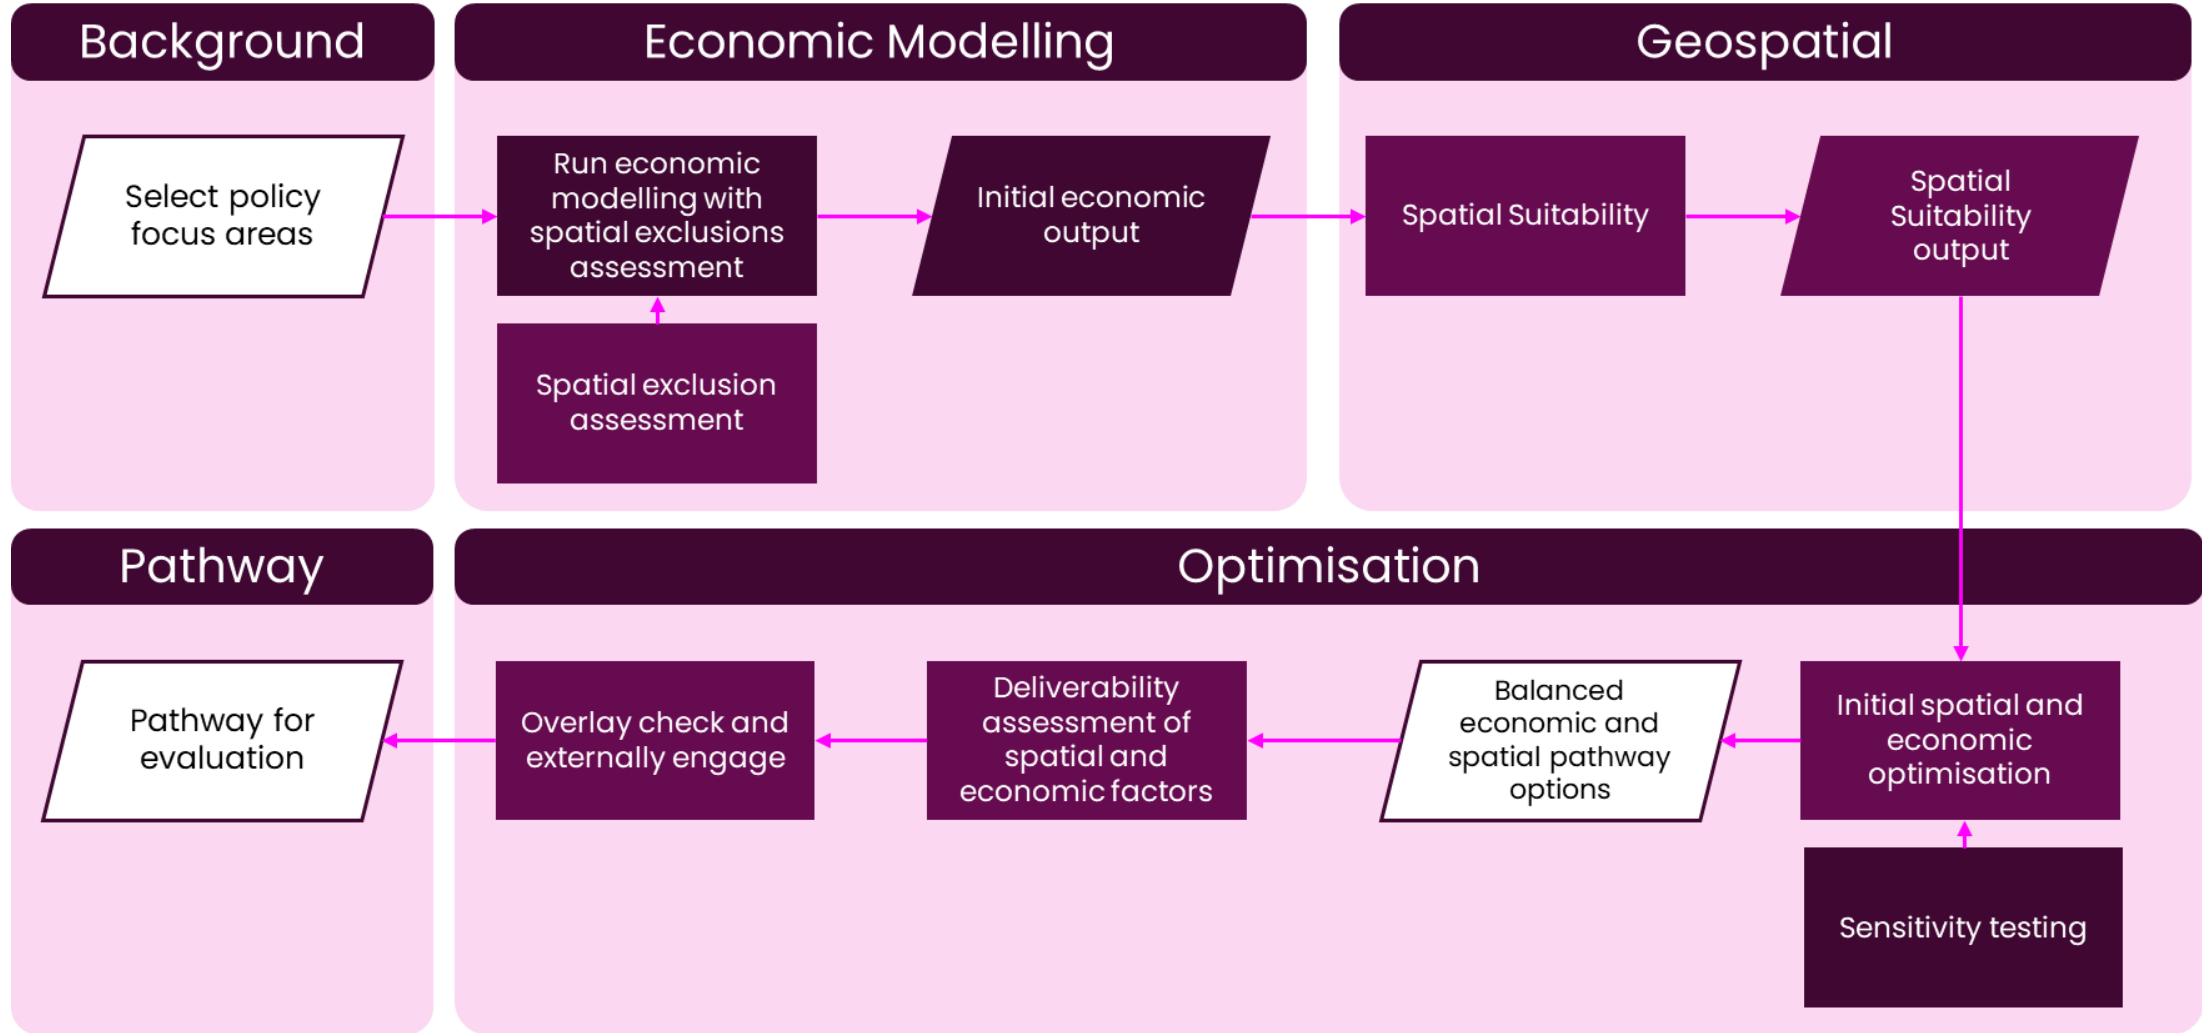 Background
Economic Modelling
Geospatial
Select policy
focus areas
Run economic
modelling with
spatial exclusions
assessment
Initial economic
output
Spatial Suitability
Spatial
Suitability
output
Spatial exclusion
assessment
Pathway
Optimisation
Pathway for
evaluation
Overlay check and
externally engage
Deliverability
assessment of
spatial and
economic factors
Balanced
economic and
spatial pathway
options
Initial spatial and
economic
optimisation
Sensitivity testing